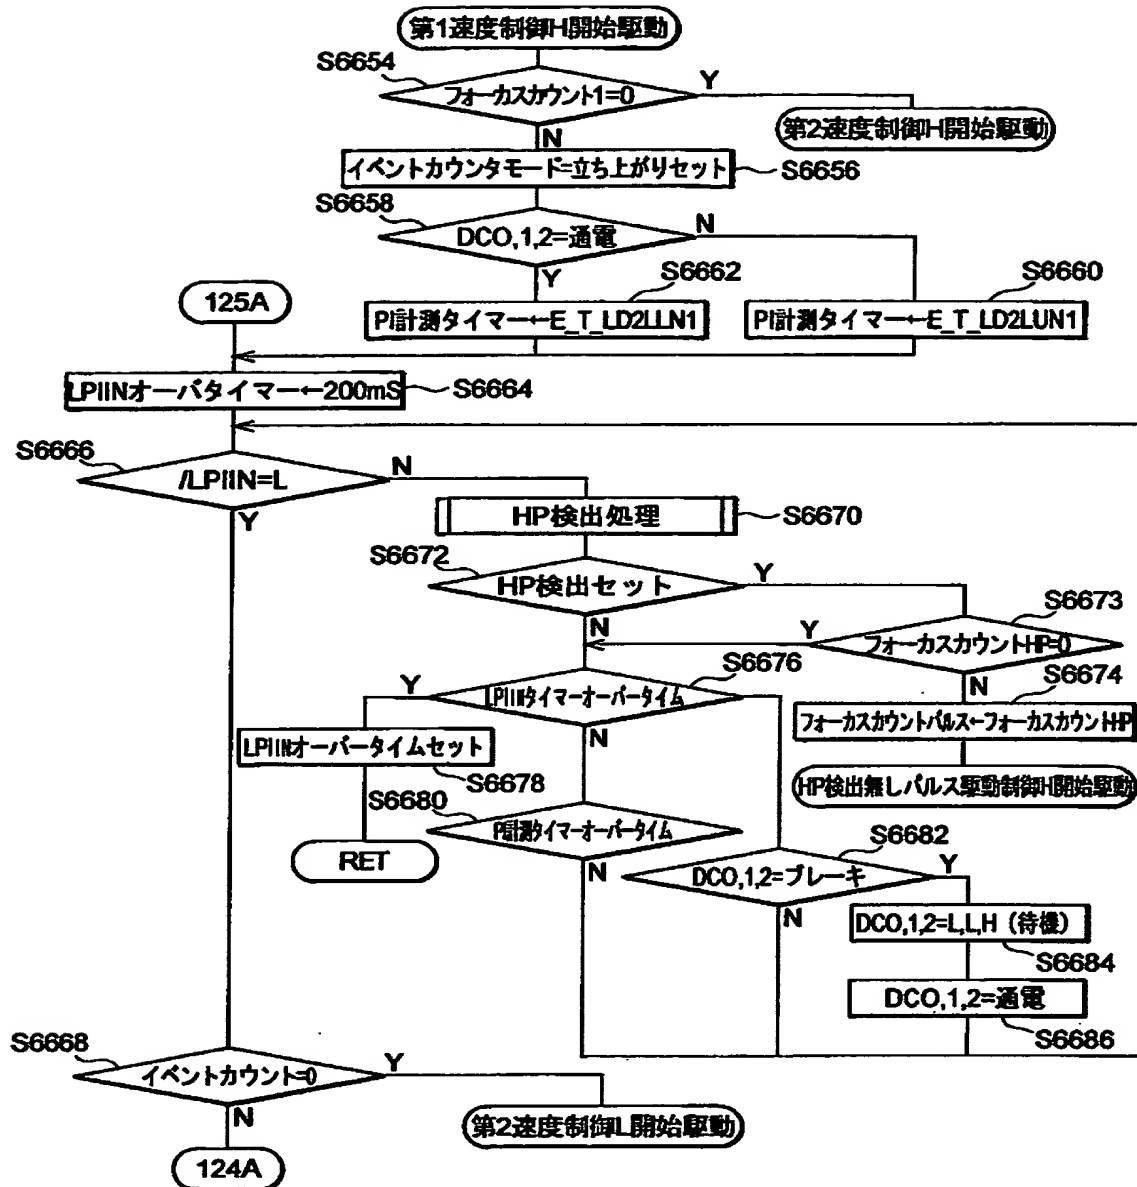 第1速度制御H開始駆動
S6654
フォーカスカウント1=0
Y
第2速度制御H開始駆動
N
イベントカウンタモード=立ち上がりセット
S6656
S6658
DCO,1,2=通電
N
Y
S6662
S6660
125A
PI計測タイマー←E_T_LD2LLN1
PI計測タイマー←E_T_LD2LUN1
LPIINオーバタイマー←200mS
S6664
S6666
/LPIIN=L
N
Y
HP検出処理
S6670
S6672
HP検出セット
Y
N
S6673
フォーカスカウントHP=0
Y
N
S6676
LPIINタイマーオーバータイム
Y
N
S6674
フォーカスカウントパルス←フォーカスカウントHP
LPIINオーバータイムセット
S6678
HP検出無しパルス駆動制御H開始駆動
S6680
P計測タイマーオーバータイム
N
RET
S6682
DCO,1,2=ブレーキ
Y
N
DCO,1,2=L,L,H (待機)
S6684
DCO,1,2=通電
S6686
S6668
イベントカウント=0
Y
N
第2速度制御L開始駆動
124A